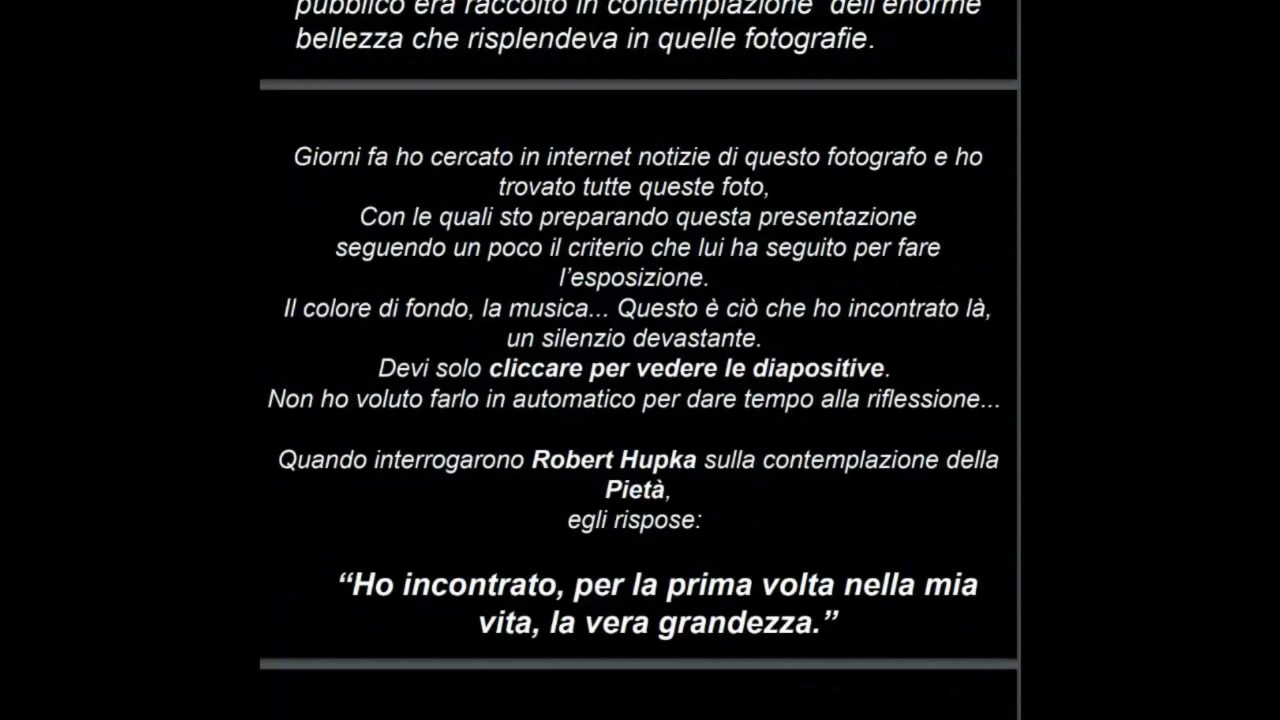 pubblico era raccolto in contemplazione dell'enorme
bellezza che risplendeva in quelle fotografie.
Giorni fa ho cercato in internet notizie di questo fotografo e ho
trovato tutte queste foto,
Con le quali sto preparando questa presentazione
seguendo un poco il criterio che lui ha seguito per fare
l’esposizione.
Il colore di fondo, la musica... Questo è ciò che ho incontrato là,
un silenzio devastante.
Devi solo cliccare per vedere le diapositive.
Non ho voluto farlo in automatico per dare tempo alla riflessione...
Quando interrogarono Robert Hupka sulla contemplazione della
Pietà,
egli rispose:
“Ho incontrato, per la prima volta nella mia
vita, la vera grandezza.”